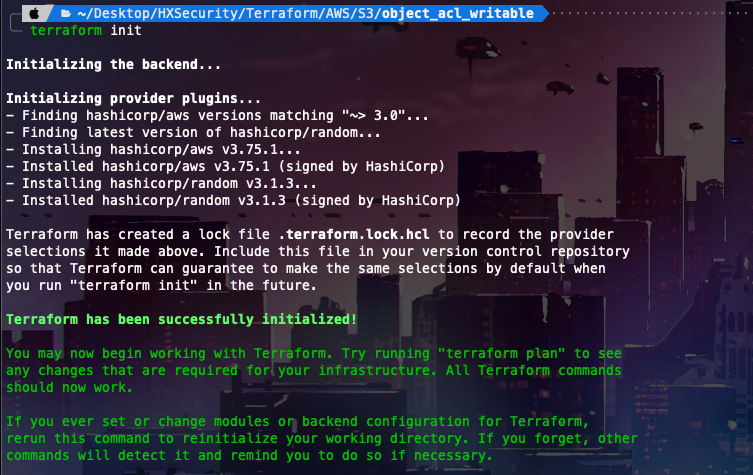 ~/Desktop/HXSecurity/Terraform/AWS/S3/object_acl_writable
terraform init
Initializing the backend...
Initializing provider plugins...
- Finding hashicorp/aws versions matching "~> 3.0"...
- Finding latest version of hashicorp/random...
- Installing hashicorp/aws v3.75.1...
- Installed hashicorp/aws v3.75.1 (signed by HashiCorp)
- Installing hashicorp/random v3.1.3...
- Installed hashicorp/random v3.1.3 (signed by HashiCorp)
Terraform has created a lock file .terraform.lock.hcl to record the provider
selections it made above. Include this file in your version control repository
so that Terraform can guarantee to make the same selections by default when
you run "terraform init" in the future.
Terraform has been successfully initialized!
You may now begin working with Terraform. Try running "terraform plan" to see
any changes that are required for your infrastructure. All Terraform commands
should now work.
If you ever set or change modules or backend configuration for Terraform,
rerun this command to reinitialize your working directory. If you forget, other
commands will detect it and remind you to do so if necessary.